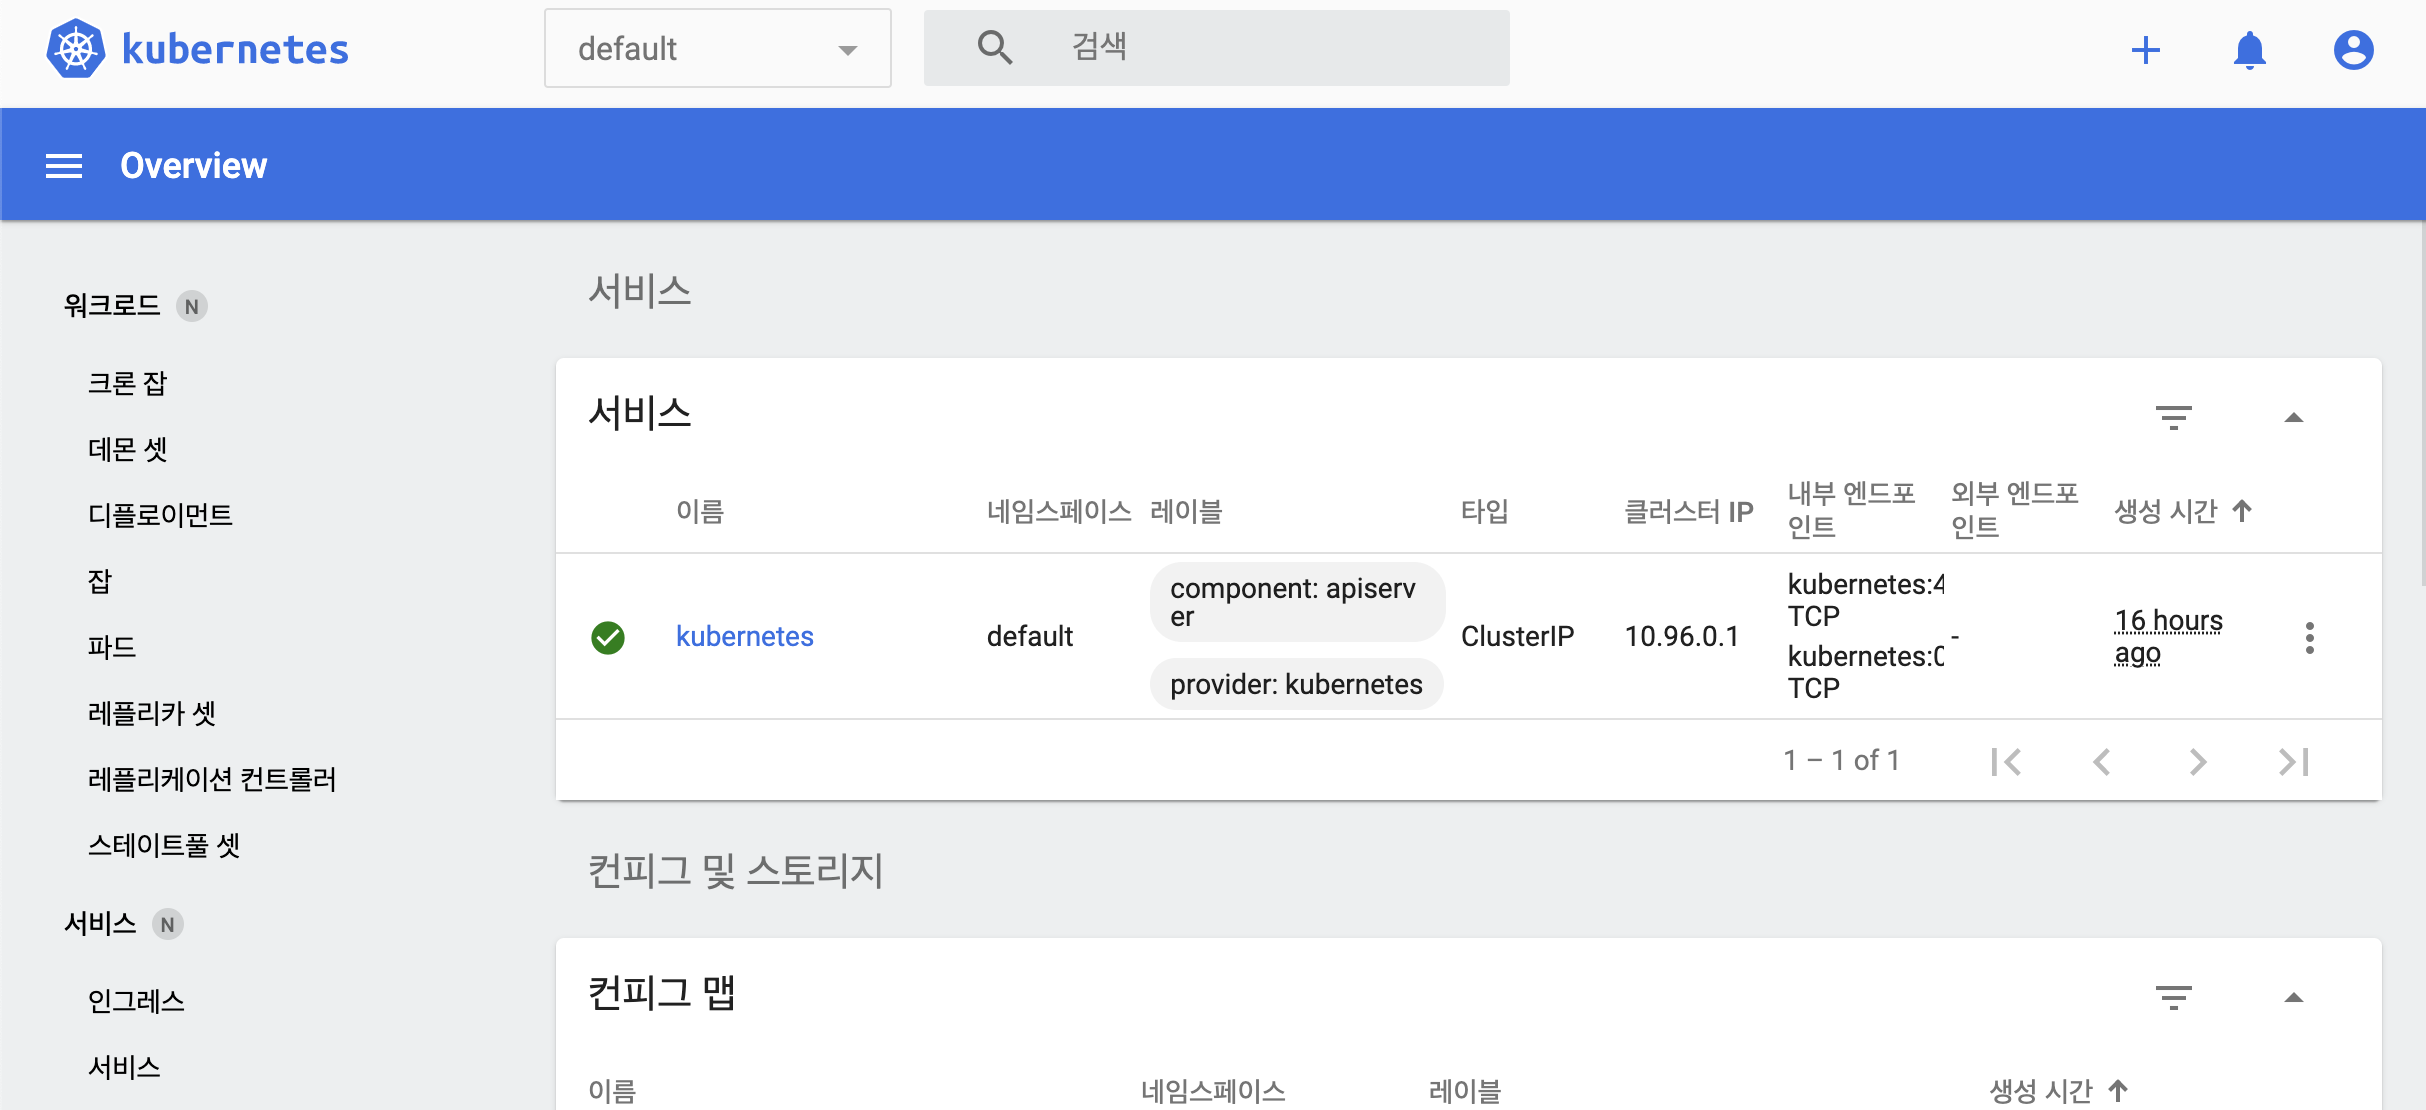 kubernetes
default
검색
Overview
워크로드 N
크론 잡
데몬 셋
디플로이먼트
잡
파드
레플리카 셋
레플리케이션 컨트롤러
스테이트풀 셋
서비스 N
인그레스
서비스
서비스
서비스
이름 네임스페이스 레이블 타입 클러스터 IP 내부 엔드포인트 외부 엔드포인트 생성 시간
kubernetes
default
component: apiserv
er
provider: kubernetes
ClusterIP
10.96.0.1
kubernetes:4
TCP
kubernetes:0
TCP
-
16 hours
ago
1 – 1 of 1
컨피그 및 스토리지
컨피그 맵
이름 네임스페이스 레이블 생성 시간